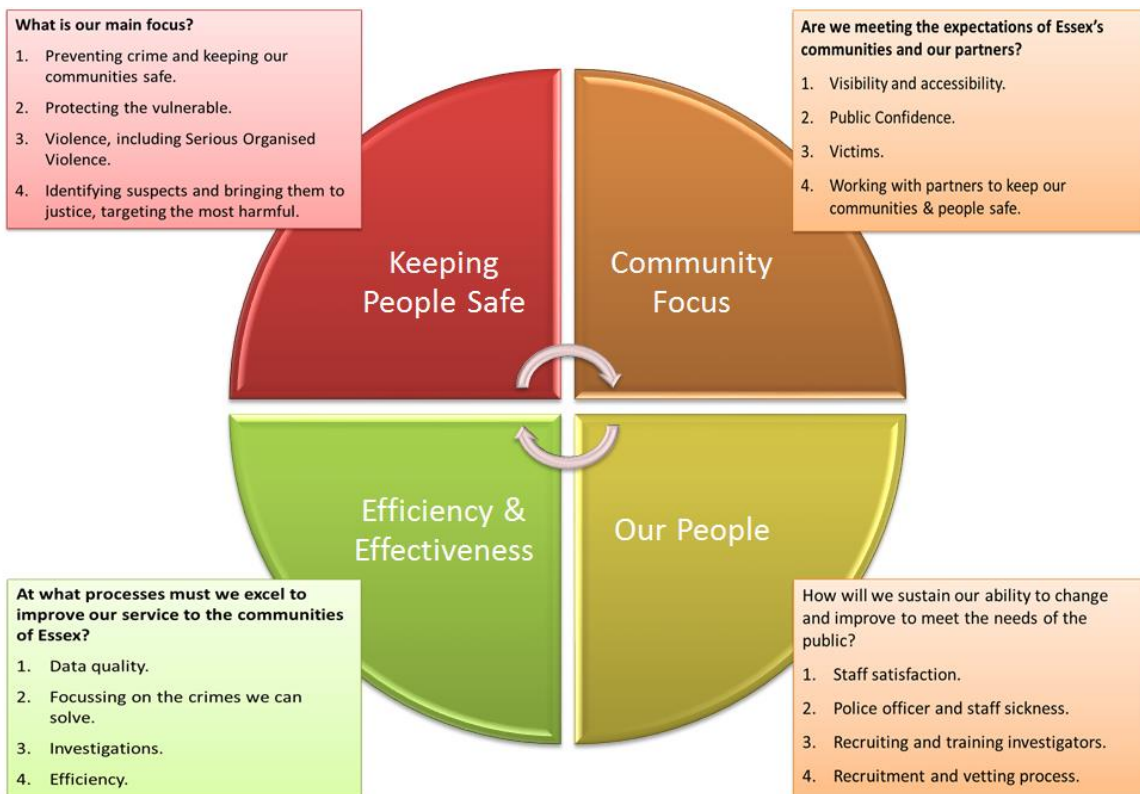 What is our main focus?
1. Preventing crime and keeping our
communities safe.
2. Protecting the vulnerable.
3. Violence, including Serious Organised
Violence.
4. Identifying suspects and bringing them to
justice, targeting the most harmful.
Are we meeting the expectations of Essex's
communities and our partners?
1. Visibility and accessibility.
2. Public Confidence.
3. Victims.
4. Working with partners to keep our
communities & people safe.
Keeping
People Safe
Community
Focus
Efficiency &
Effectiveness
Our People
At what processes must we excel to
improve our service to the communities
of Essex?
1. Data quality.
2. Focussing on the crimes we can
solve.
3. Investigations.
4. Efficiency.
How will we sustain our ability to change
and improve to meet the needs of the
public?
1. Staff satisfaction.
2. Police officer and staff sickness.
3. Recruiting and training investigators.
4. Recruitment and vetting process.